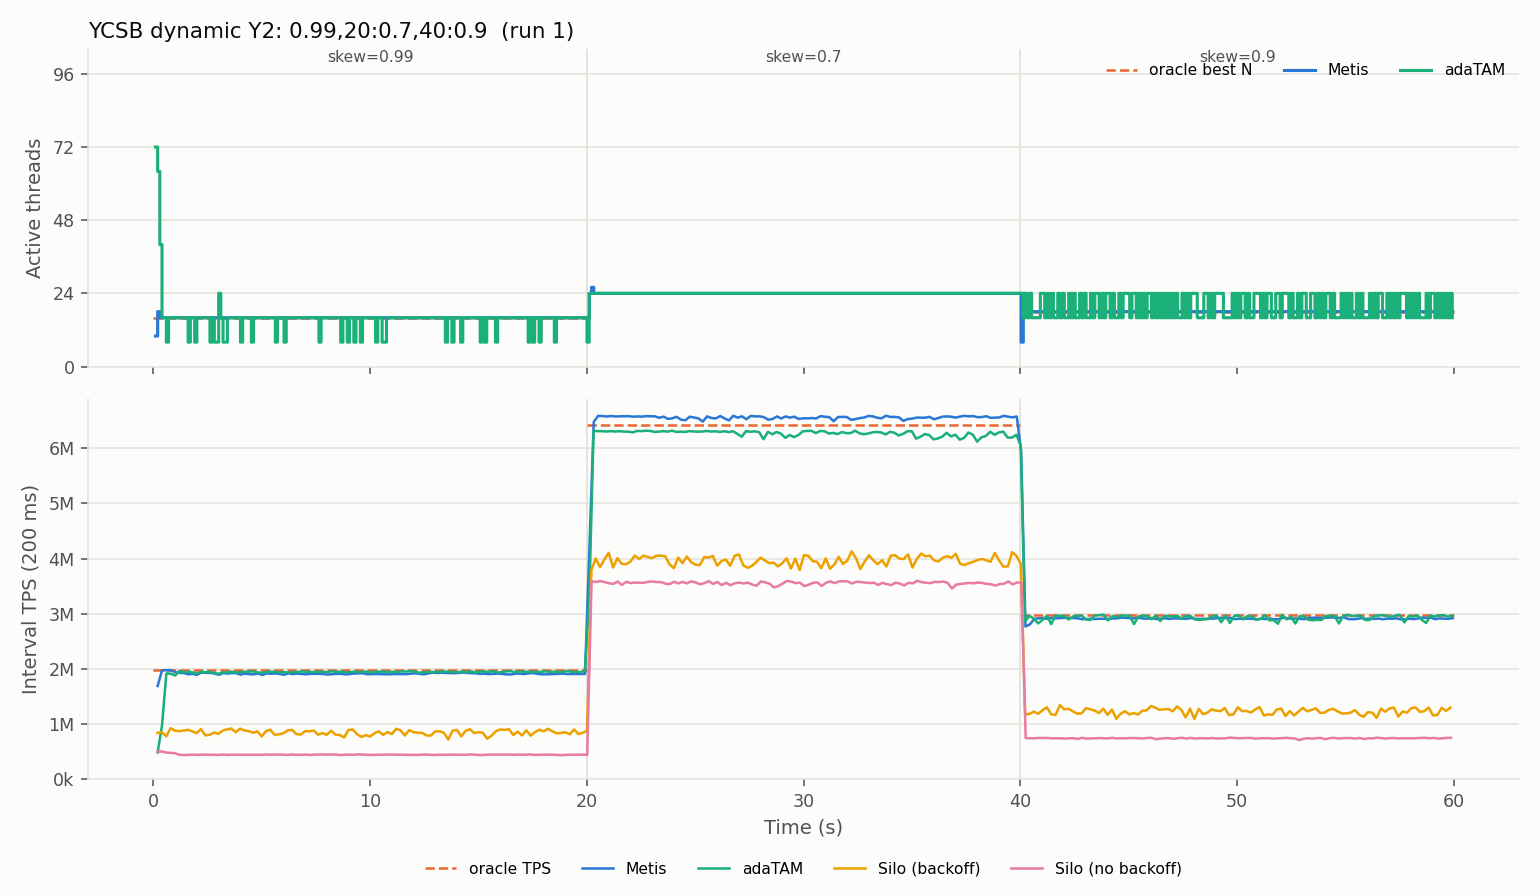 YCSB dynamic Y2: 0.99,20:0.7,40:0.9  (run 1)
skew=0.99
skew=0.7
skew=0.9
oracle best N
Metis
adaTAM
96
72
48
24
0
Active threads
6M
5M
4M
3M
2M
1M
0k
Interval TPS (200 ms)
0
10
20
30
40
50
60
Time (s)
oracle TPS
Metis
adaTAM
Silo (backoff)
Silo (no backoff)